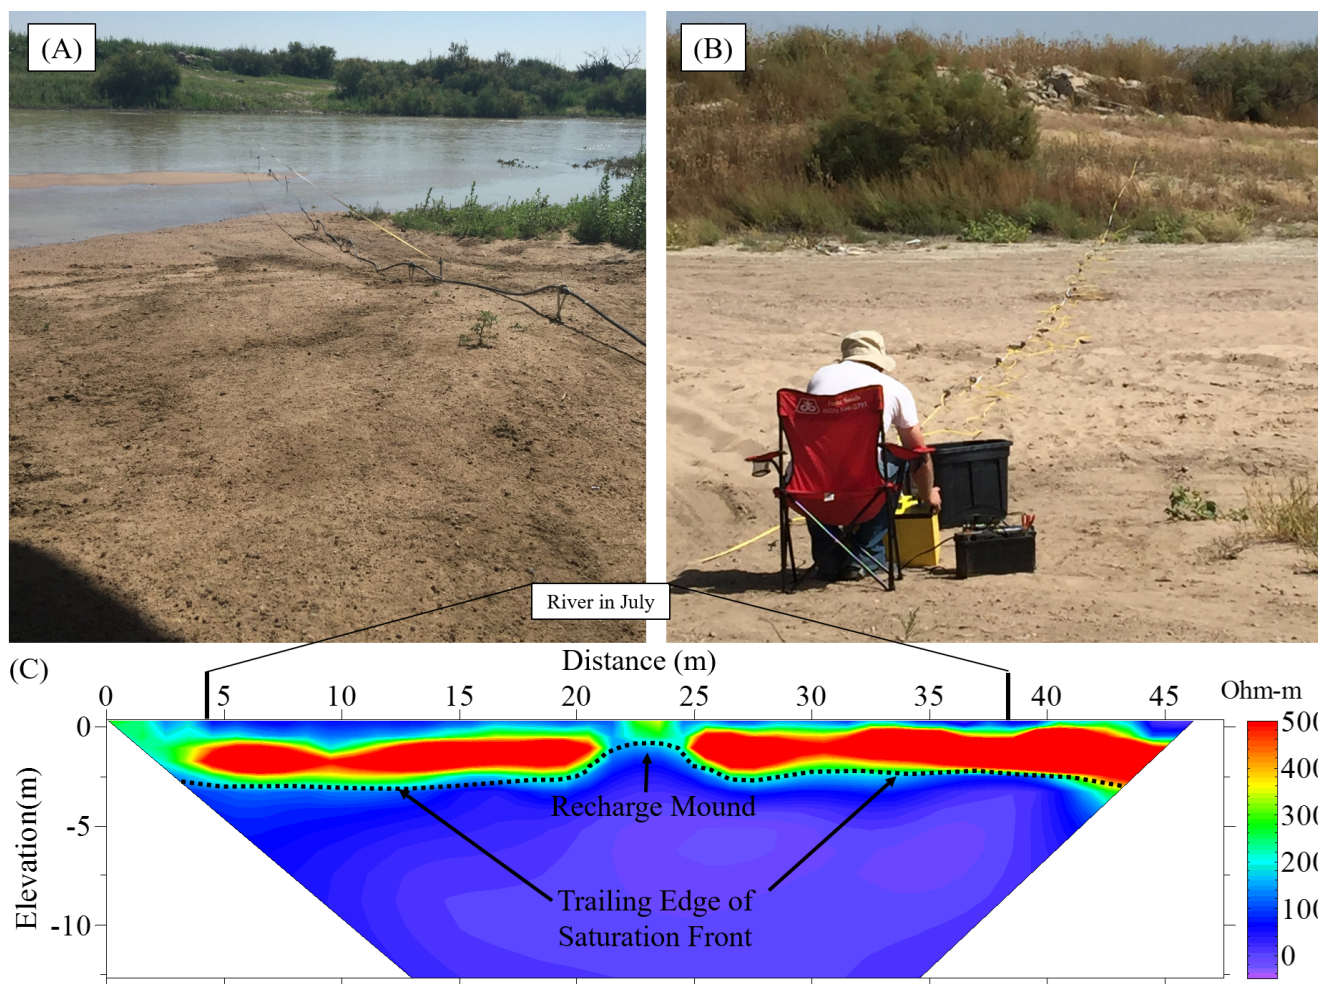 (A)
(B)
River in July
(C)
Distance (m)
0 5 10 15 20 25 30 35 40 45
Ohm-m
Elevation(m)
0
-5
-10
Recharge Mound
Trailing Edge of
Saturation Front
500
400
300
200
100
0